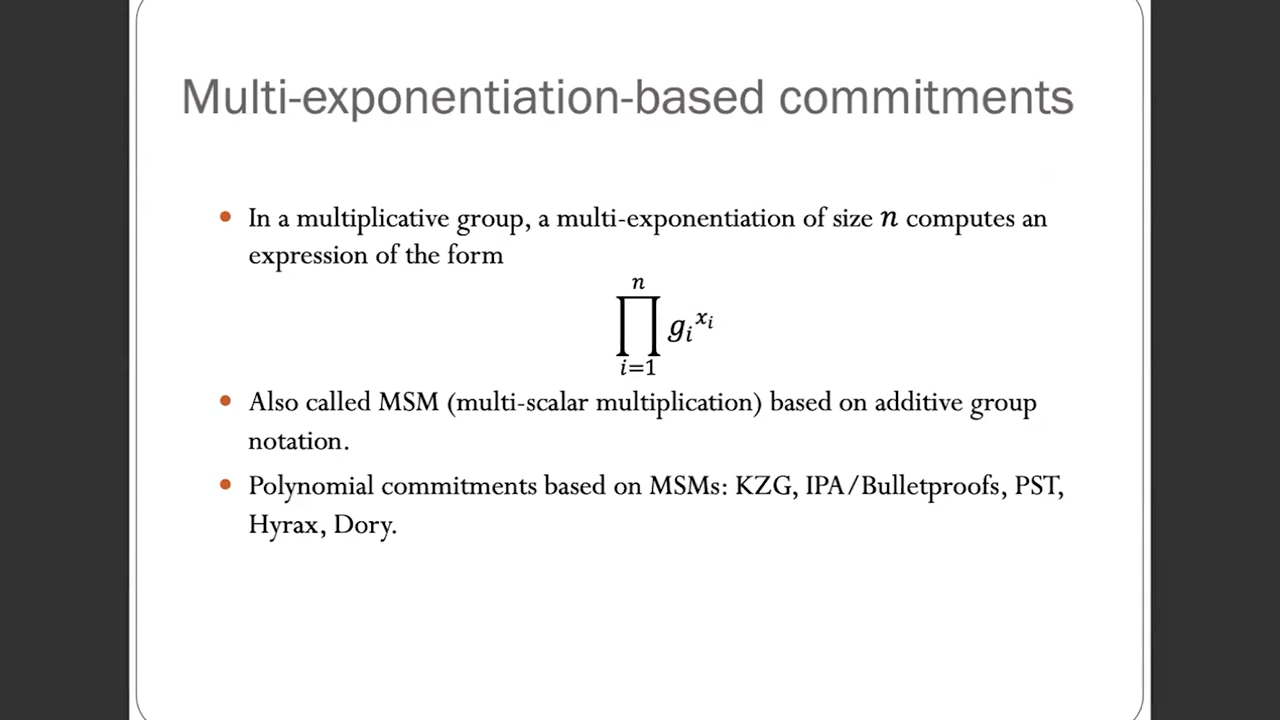 Multi-exponentiation-based commitments
• In a multiplicative group, a multi-exponentiation of size n computes an
expression of the form
n
∏ gᵢ^xᵢ
i=1
• Also called MSM (multi-scalar multiplication) based on additive group
notation.
• Polynomial commitments based on MSMs: KZG, IPA/Bulletproofs, PST,
Hyrax, Dory.